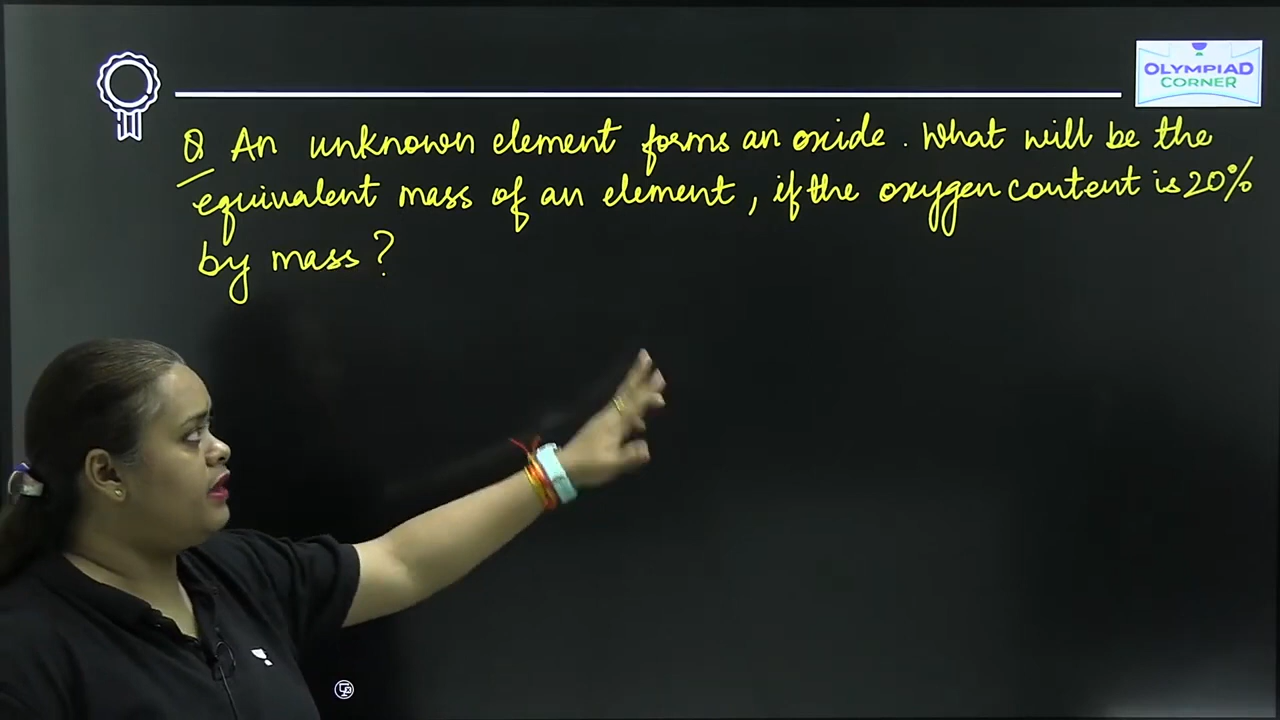 OLYMPIAD
CORNER
Q An unknown element forms an oxide. What will be the
equivalent mass of an element, if the oxygen content is 20%
by mass?